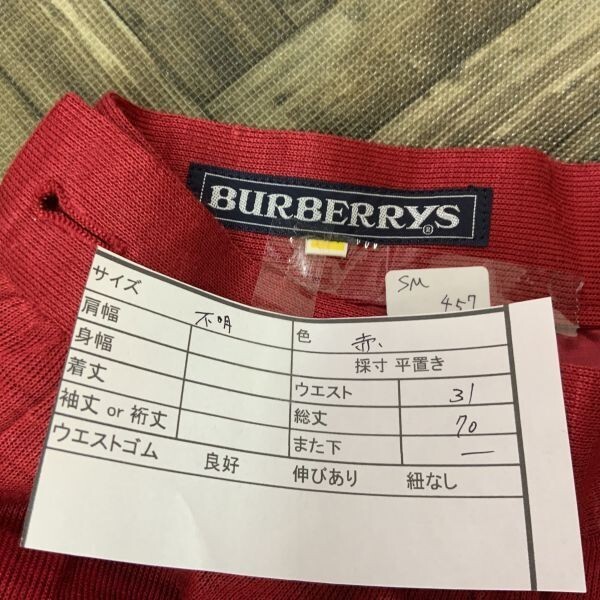 BURBERRYS®
SM
457
サイズ 不明 色 赤、
肩幅 採寸 平置き
身幅 ウエスト 31
着丈 総丈 70
袖丈 or 裄丈 また下 —
ウエストゴム 良好 伸びあり 紐なし